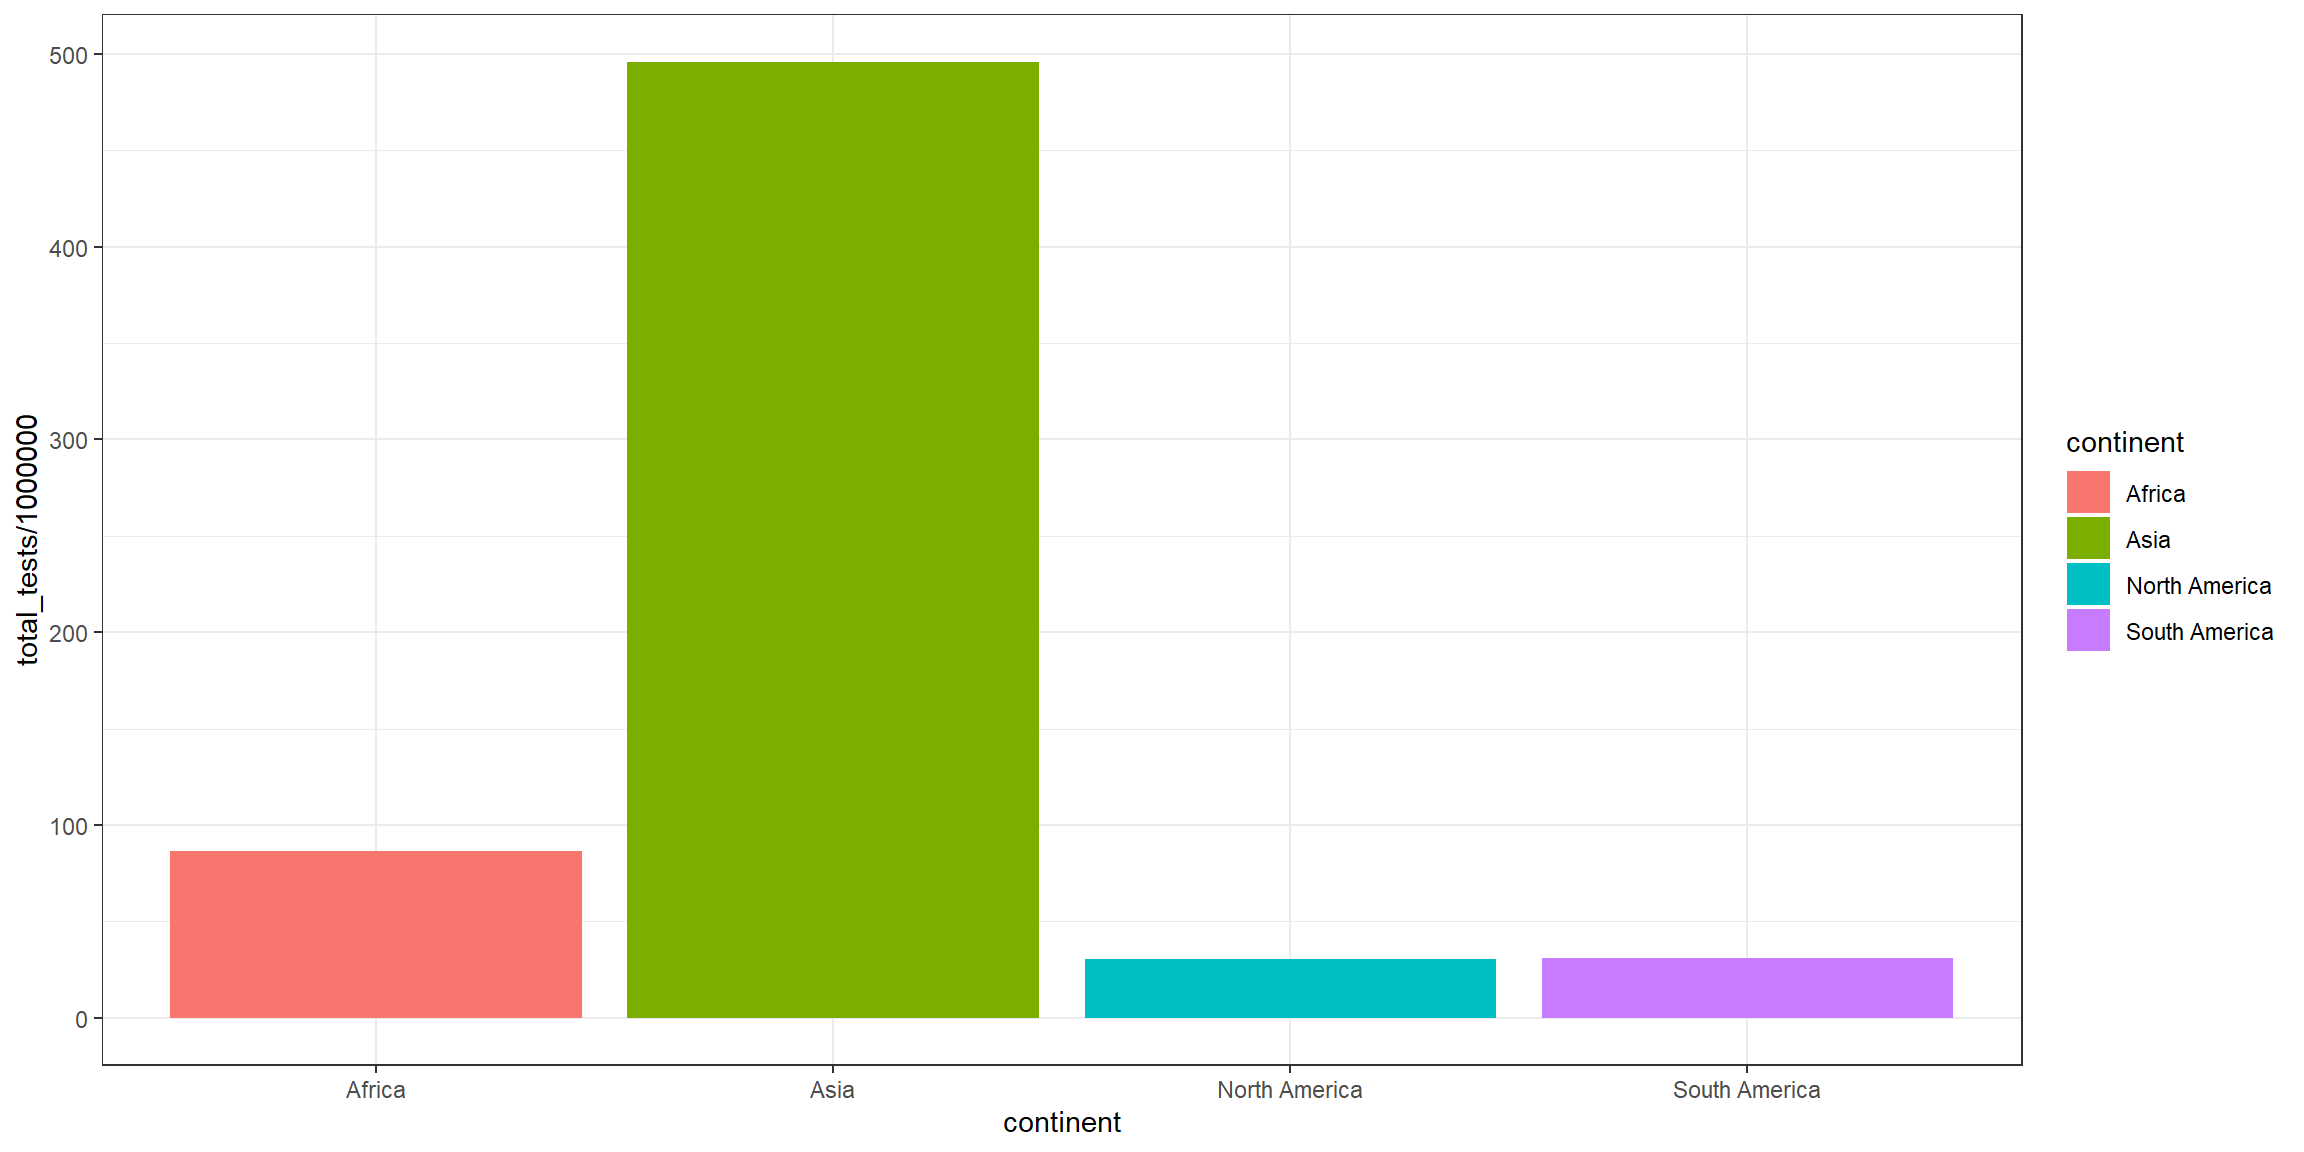 500
400
300
200
100
0
total_tests/1000000
Africa
Asia
North America
South America
continent
continent
Africa
Asia
North America
South America